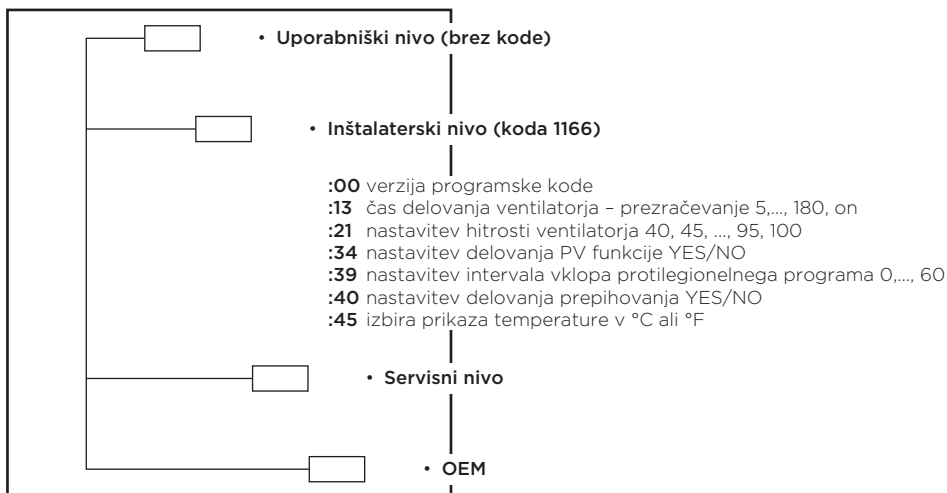 • Uporabniški nivo (brez kode)
• Inštalaterski nivo (koda 1166)
:00 verzija programske kode
:13 čas delovanja ventilatorja – prezračevanje 5,..., 180, on
:21 nastavitev hitrosti ventilatorja 40, 45, ..., 95, 100
:34 nastavitev delovanja PV funkcije YES/NO
:39 nastavitev intervala vklopa protilegionelnega programa 0,..., 60
:40 nastavitev delovanja prepihovanja YES/NO
:45 izbira prikaza temperature v °C ali °F
• Servisni nivo
• OEM